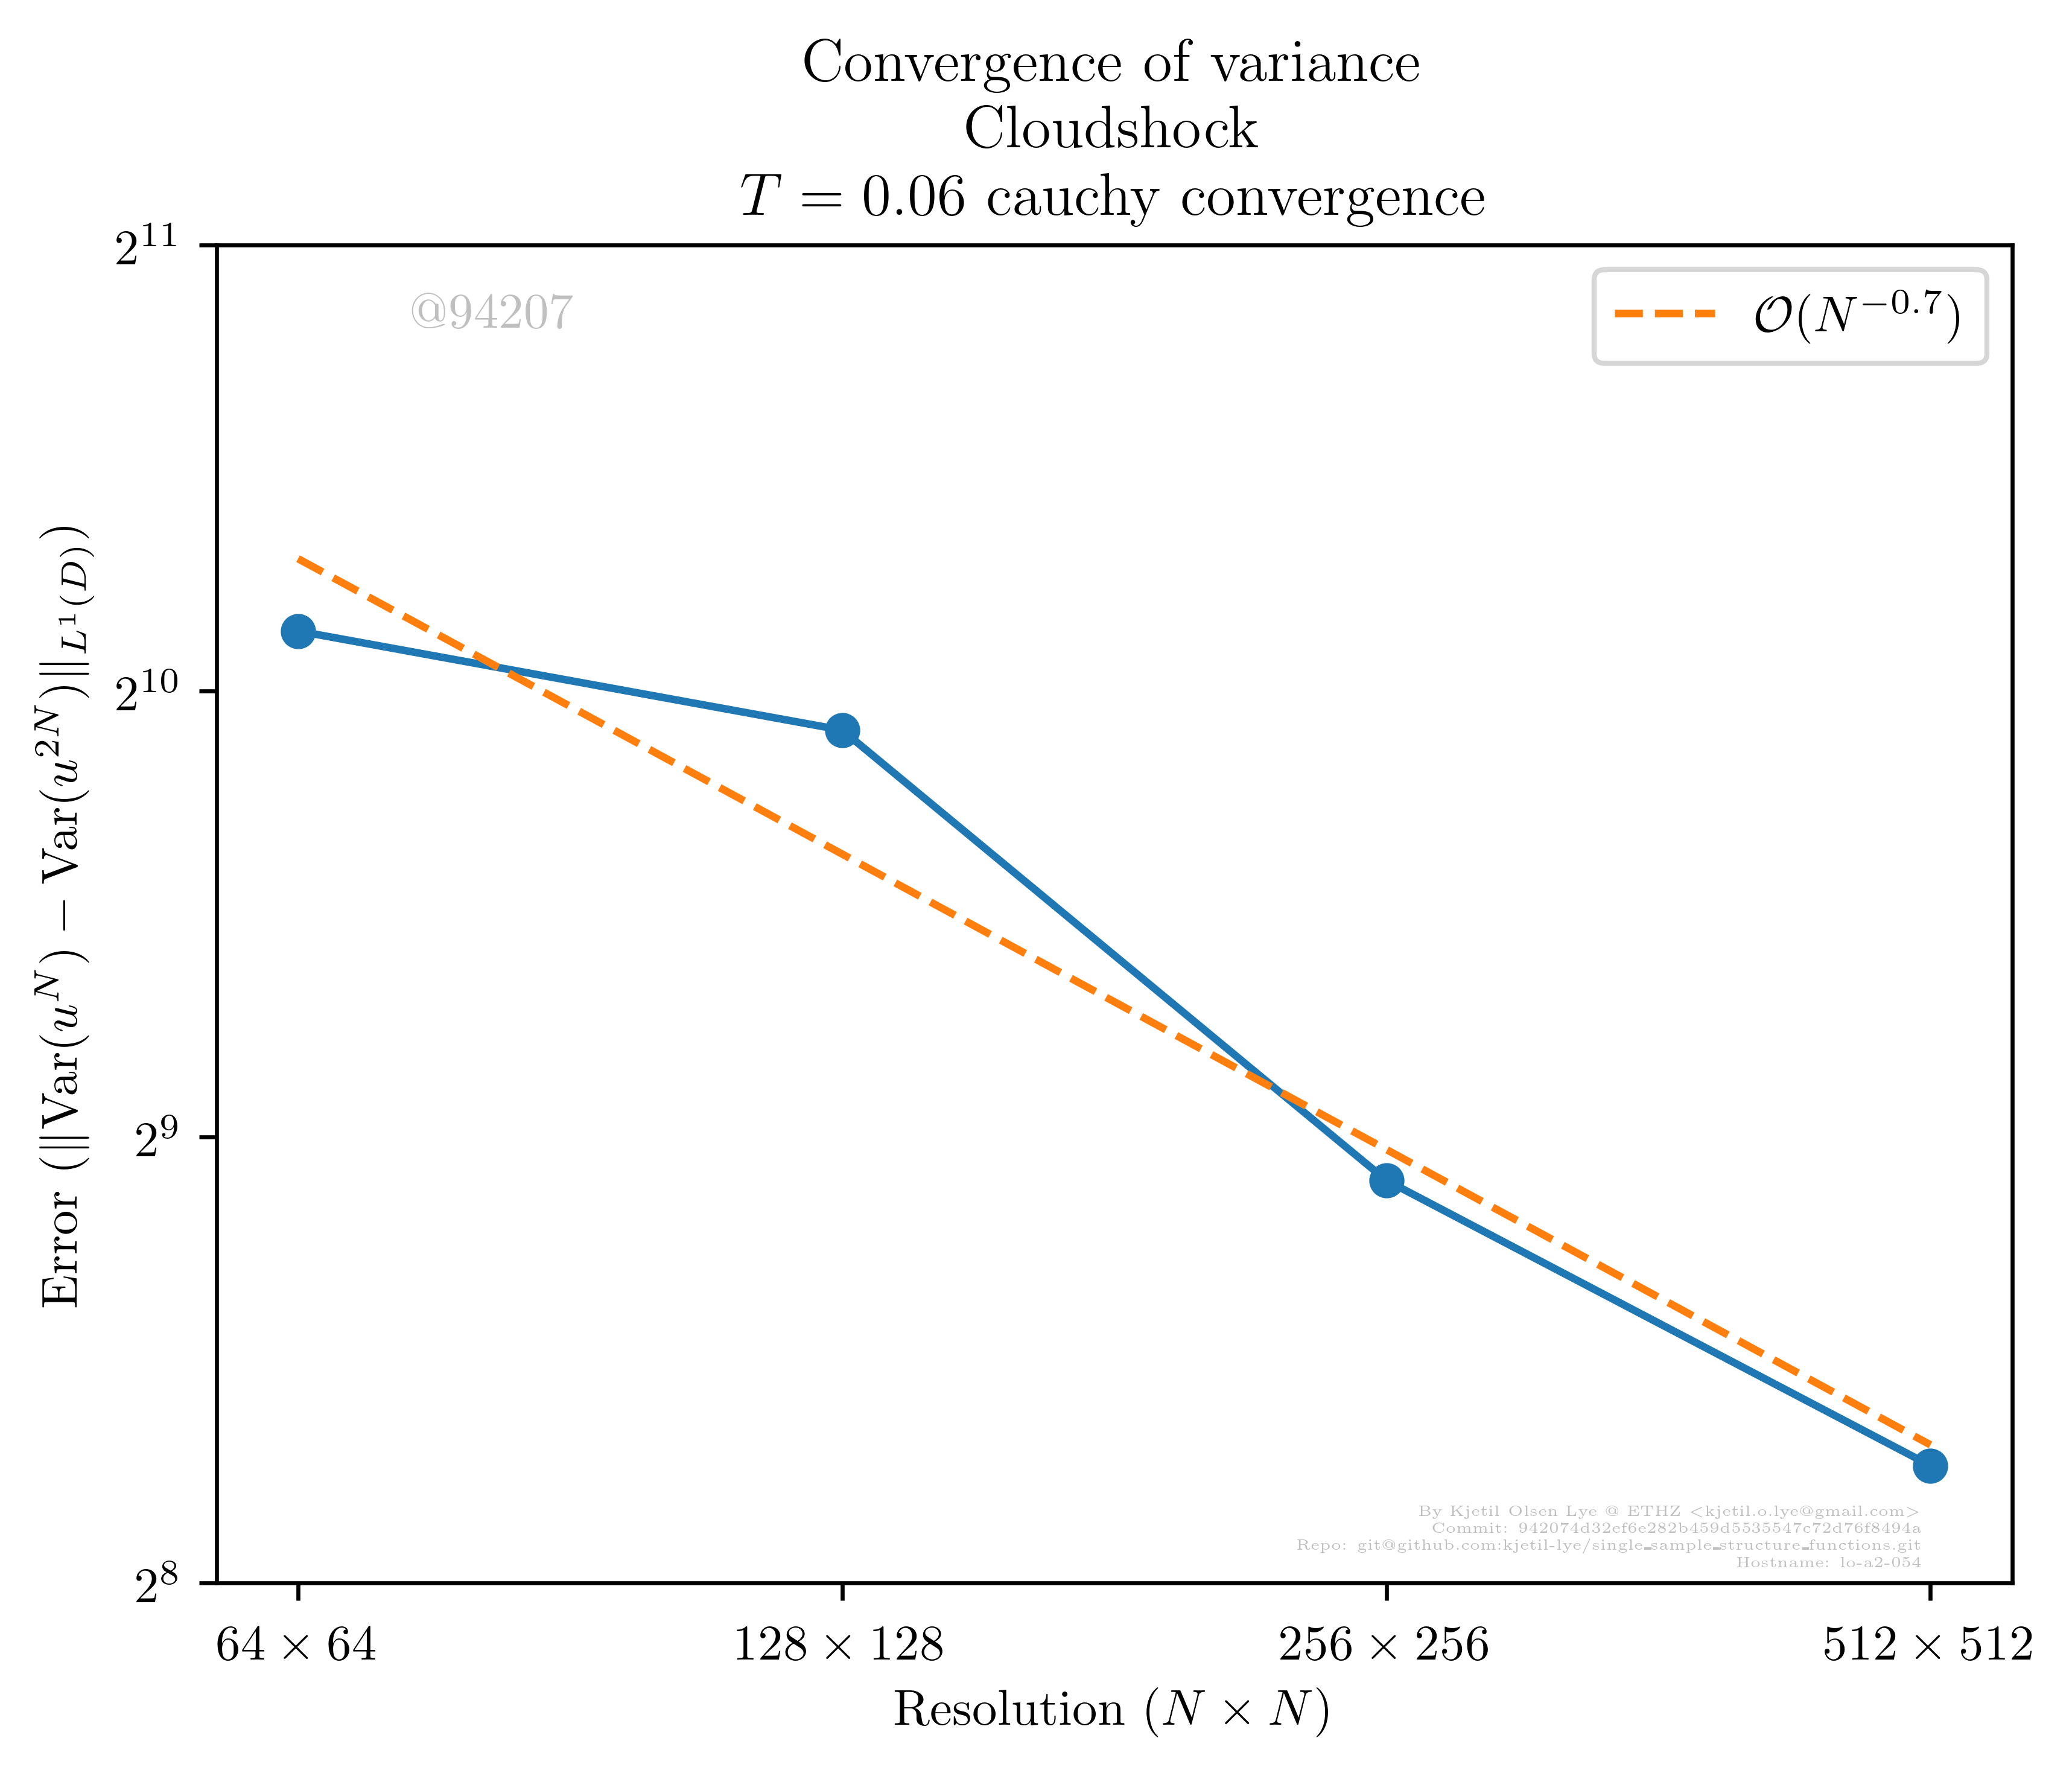 Convergence of variance
Cloudshock
T = 0.06 cauchy convergence
2^{11}
2^{10}
2^9
2^8
Error (||Var(u^N) − Var(u^{2N})||_{L^1(D)})
@94207
O(N^{−0.7})
By Kjetil Olsen Lye @ ETHZ <kjetil.o.lye@gmail.com>
Commit: 942074d32ef6e282b459d5535547c72d76f8494a
Repo: git@github.com:kjetil-lye/single_sample_structure_functions.git
Hostname: lo-a2-054
64 × 64
128 × 128
256 × 256
512 × 512
Resolution (N × N)